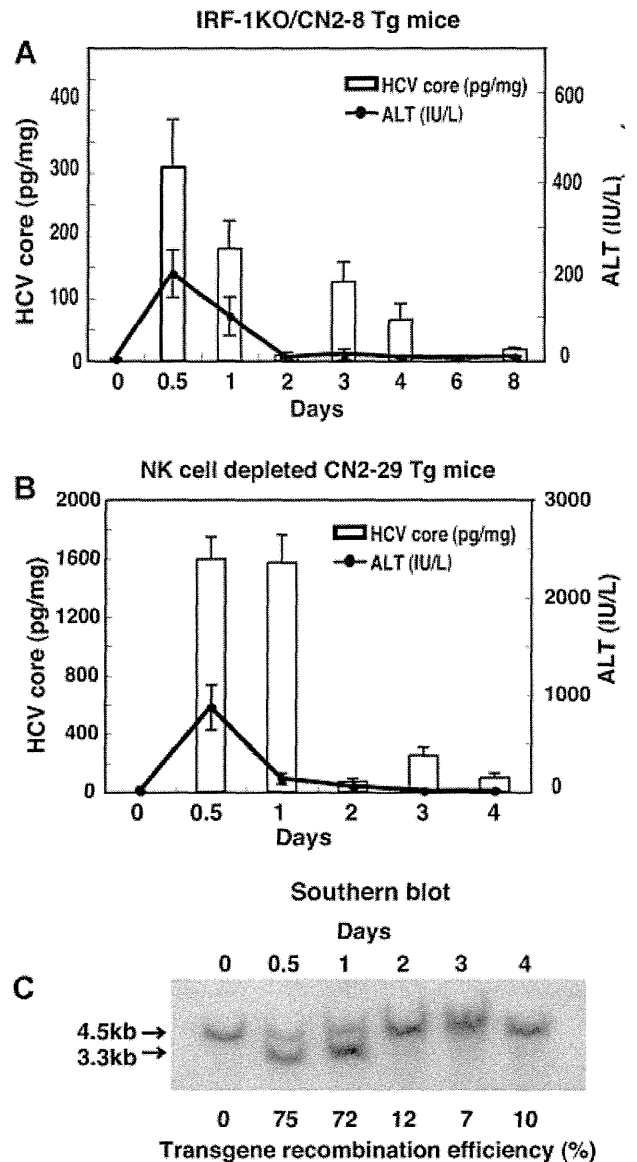 IRF-1KO/CN2-8 Tg mice
A
HCV core (pg/mg)
ALT (IU/L)
400
300
200
100
0
HCV core (pg/mg)
600
400
200
0
ALT (IU/L)
0 0.5 1 2 3 4 6 8
Days
NK cell depleted CN2-29 Tg mice
B
HCV core (pg/mg)
ALT (IU/L)
2000
1600
1200
800
400
0
HCV core (pg/mg)
3000
2000
1000
0
ALT (IU/L)
0 0.5 1 2 3 4
Days
Southern blot
Days
0 0.5 1 2 3 4
C
4.5kb→
3.3kb→
0 75 72 12 7 10
Transgene recombination efficiency (%)